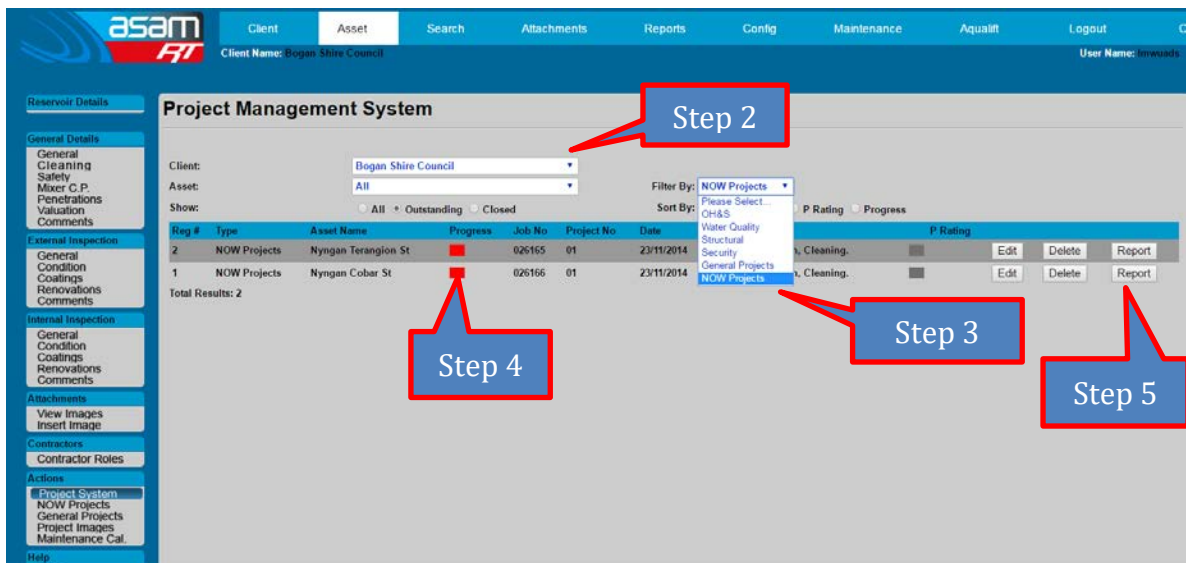 asam Client Asset Search Attachments Reports Config Maintenance Aqualift Logout C
RT Client Name: Bogan Shire Council User Name: lmwuads
Reservoir Details
General Details
General
Cleaning
Safety
Mixer C.P.
Penetrations
Valuation
Comments
External Inspection
General
Condition
Coatings
Renovations
Comments
Internal Inspection
General
Condition
Coatings
Renovations
Comments
Attachments
View Images
Insert Image
Contractors
Contractor Roles
Actions
Project System
NOW Projects
General Projects
Project Images
Maintenance Cal.
Help
Project Management System
Step 2
Client: Bogan Shire Council
Asset: All Filter By: NOW Projects
Show: All Outstanding Closed Sort By: P Rating Progress
Please Select...
OH&S
Water Quality
Structural
Security
General Projects
NOW Projects
Reg # Type Asset Name Progress Job No Project No Date P Rating
2 NOW Projects Nyngan Terangion St 026165 01 23/11/2014 Cleaning. Edit Delete Report
1 NOW Projects Nyngan Cobar St 026166 01 23/11/2014 Cleaning. Edit Delete Report
Total Results: 2
Step 3
Step 4
Step 5